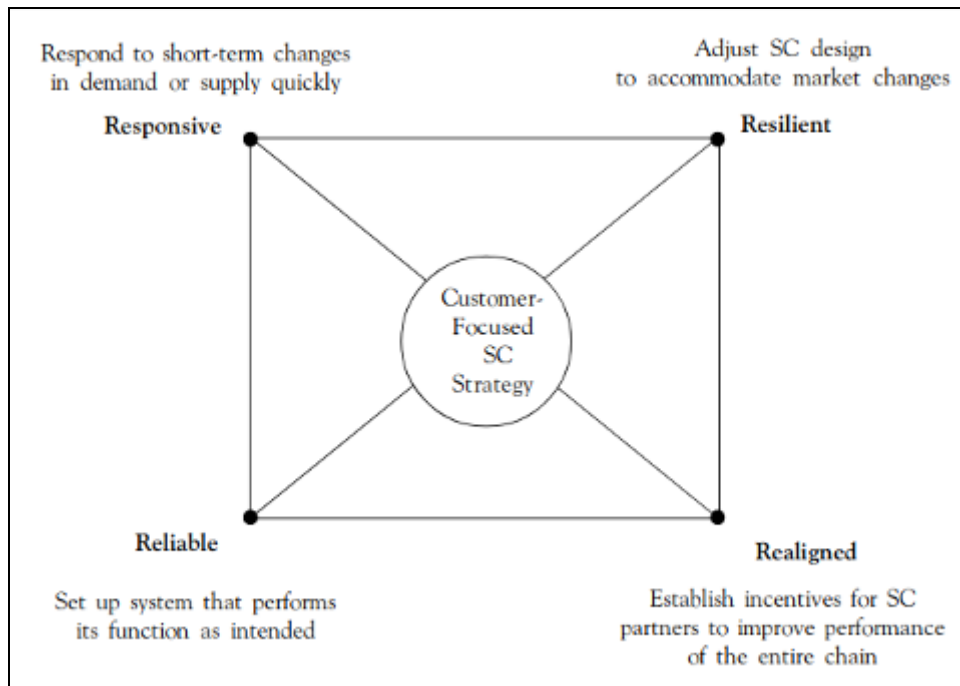 Respond to short-term changes
in demand or supply quickly
Responsive
Adjust SC design
to accommodate market changes
Resilient
Customer-
Focused
SC
Strategy
Reliable
Set up system that performs
its function as intended
Realigned
Establish incentives for SC
partners to improve performance
of the entire chain